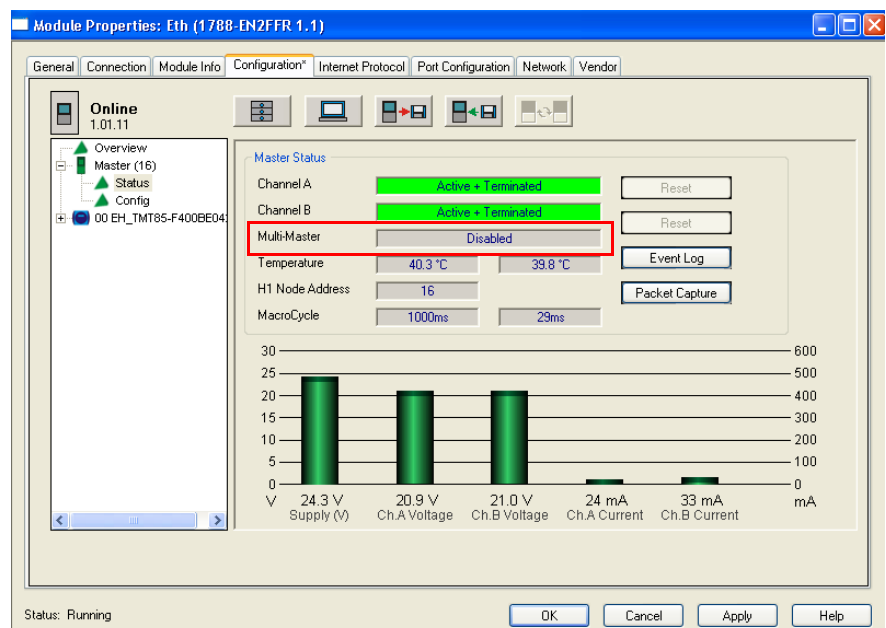 Module Properties: Eth (1788-EN2FFR 1.1)
General Connection Module Info Configuration* Internet Protocol Port Configuration Network Vendor
Online
1.01.11
Overview
Master (16)
Status
Config
00 EH_TMT85-F400BE04
Master Status
Channel A Active + Terminated Reset
Channel B Active + Terminated Reset
Multi-Master Disabled
Temperature 40.3 °C 39.8 °C Event Log
H1 Node Address 16 Packet Capture
MacroCycle 1000ms 29ms
30 600
25 500
20 400
15 300
10 200
5 100
0 0
V 24.3 V 20.9 V 21.0 V 24 mA 33 mA mA
Supply (V) Ch.A Voltage Ch.B Voltage Ch.A Current Ch.B Current
Status: Running
OK Cancel Apply Help